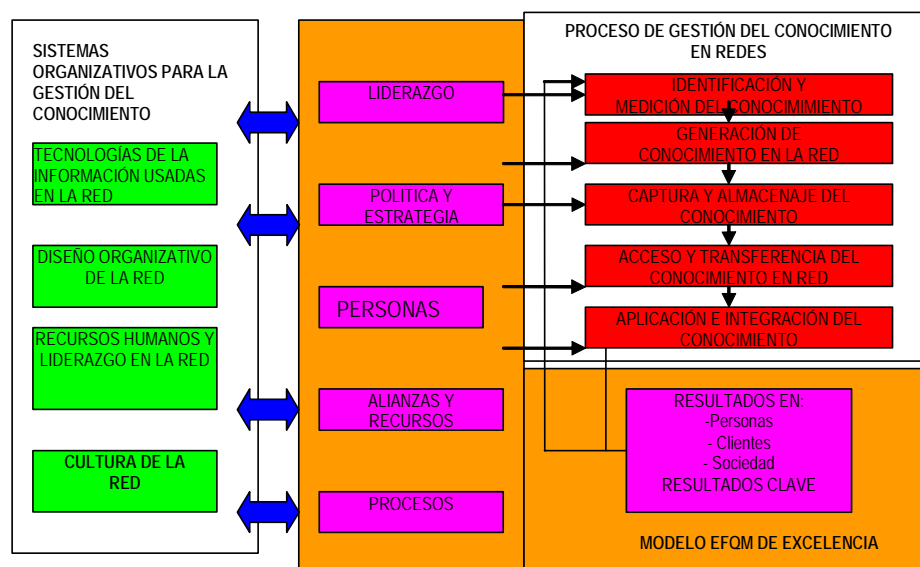 SISTEMAS
ORGANIZATIVOS PARA LA
GESTIÓN DEL
CONOCIMIENTO
TECNOLOGÍAS DE LA
INFORMACIÓN USADAS
EN LA RED
DISEÑO ORGANIZATIVO
DE LA RED
RECURSOS HUMANOS Y
LIDERAZGO EN LA RED
CULTURA DE LA
RED
LIDERAZGO
POLITICA Y
ESTRATEGIA
PERSONAS
ALIANZAS Y
RECURSOS
PROCESOS
PROCESO DE GESTIÓN DEL CONOCIMIENTO
EN REDES
IDENTIFICACIÓN Y
MEDICIÓN DEL CONOCIMIMIENTO
GENERACIÓN DE
CONOCIMIENTO EN LA RED
CAPTURA Y ALMACENAJE DEL
CONOCIMIENTO
ACCESO Y TRANSFERENCIA DEL
CONOCIMIENTO EN RED
APLICACIÓN E INTEGRACIÓN DEL
CONOCIMIENTO
RESULTADOS EN:
-Personas
- Clientes
- Sociedad
RESULTADOS CLAVE
MODELO EFQM DE EXCELENCIA